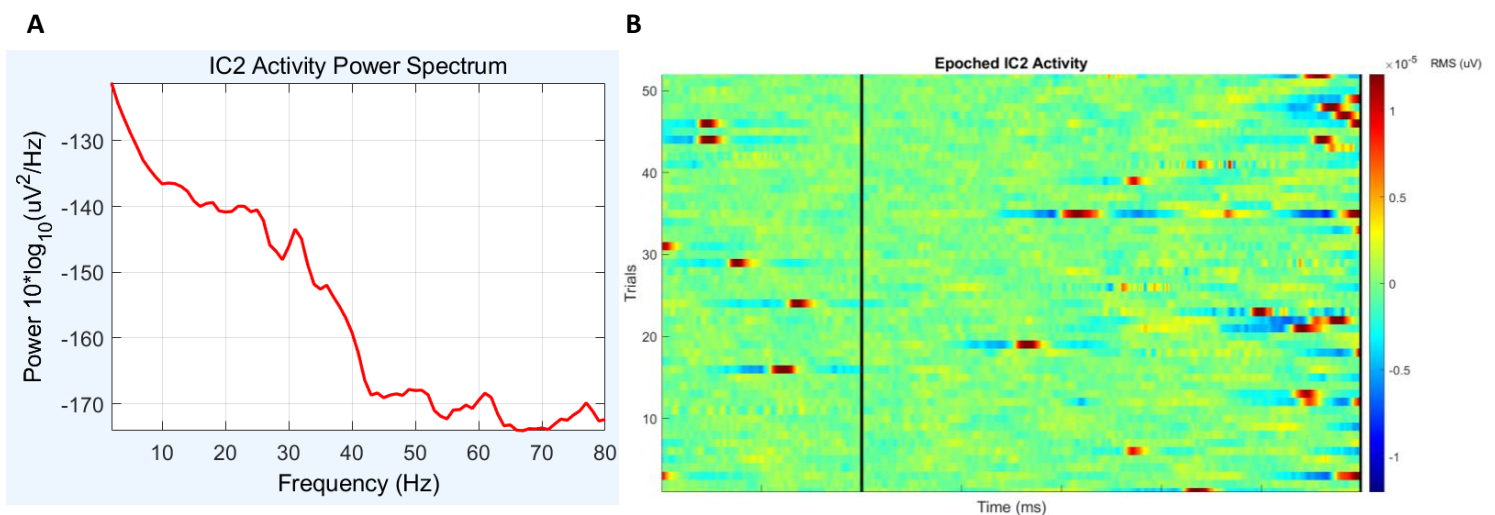 A
IC2 Activity Power Spectrum
Power 10*log10(uV2/Hz)
-130
-140
-150
-160
-170
10 20 30 40 50 60 70 80
Frequency (Hz)
B
Epoched IC2 Activity
×10-5 RMS (uV)
Trials
50
40
30
20
10
Time (ms)
1
0.5
0
-0.5
-1